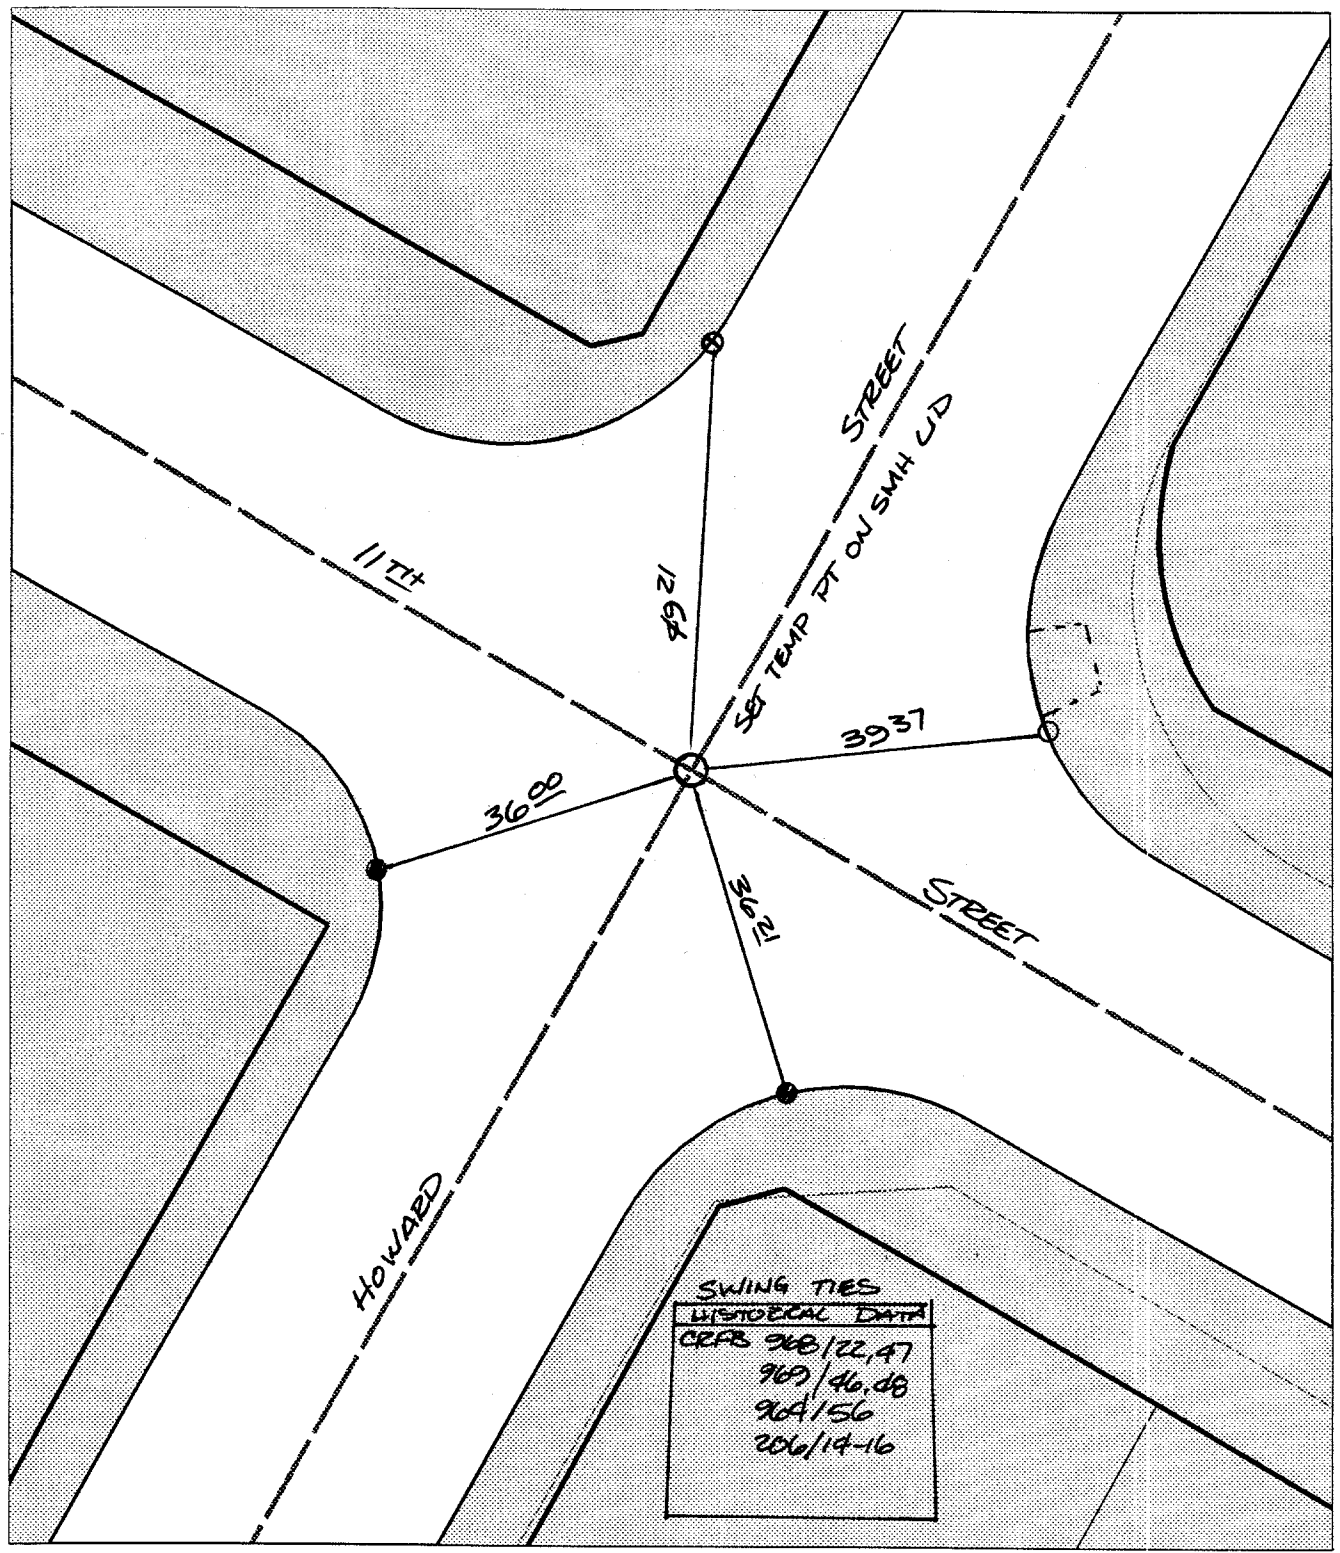 STREET
SET TEMP PT ON SMH LID
11TH
49 21
39 37
36 00
36 21
STREET
HOWARD
SWING TIES
HISTORICAL DATA
CRFB 968/22,47
969/46,48
964/156
206/14-16